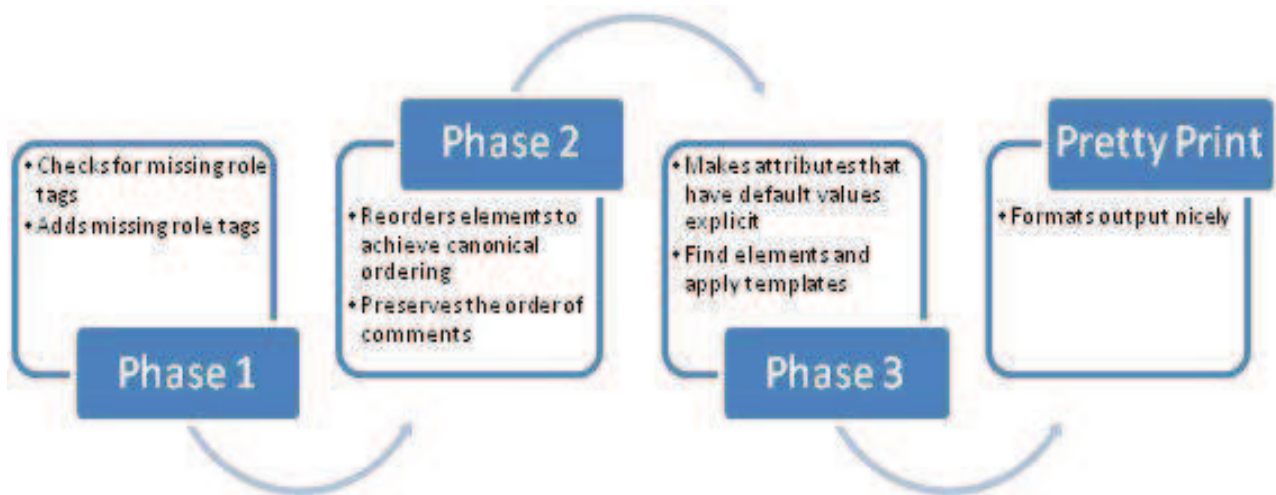 • Checks for missing role
tags
• Adds missing role tags
Phase 1
Phase 2
• Reorders elements to
achieve canonical
ordering
• Preserves the order of
comments
• Makes attributes that
have default values
explicit
• Find elements and
apply templates
Phase 3
Pretty Print
• Formats output nicely